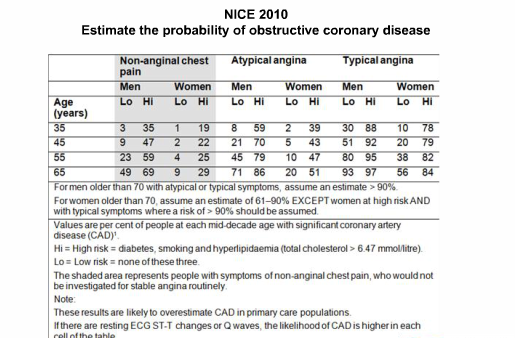 NICE 2010
Estimate the probability of obstructive coronary disease
Non-anginal chest pain Atypical angina Typical angina
Men Women Men Women Men Women
Age (years) Lo Hi Lo Hi Lo Hi Lo Hi Lo Hi Lo Hi
35 3 35 1 19 8 59 2 39 30 88 10 78
45 9 47 2 22 21 70 5 43 51 92 20 79
55 23 59 4 25 45 79 10 47 80 95 38 82
65 49 69 9 29 71 86 20 51 93 97 56 84
For men older than 70 with atypical or typical symptoms, assume an estimate > 90%.
For women older than 70, assume an estimate of 61–90% EXCEPT women at high risk AND
with typical symptoms where a risk of > 90% should be assumed.
Values are per cent of people at each mid-decade age with significant coronary artery
disease (CAD)¹.
Hi = High risk = diabetes, smoking and hyperlipidaemia (total cholesterol > 6.47 mmol/litre).
Lo = Low risk = none of these three.
The shaded area represents people with symptoms of non-anginal chest pain, who would not
be investigated for stable angina routinely.
Note:
These results are likely to overestimate CAD in primary care populations.
If there are resting ECG ST-T changes or Q waves, the likelihood of CAD is higher in each
cell of the table.